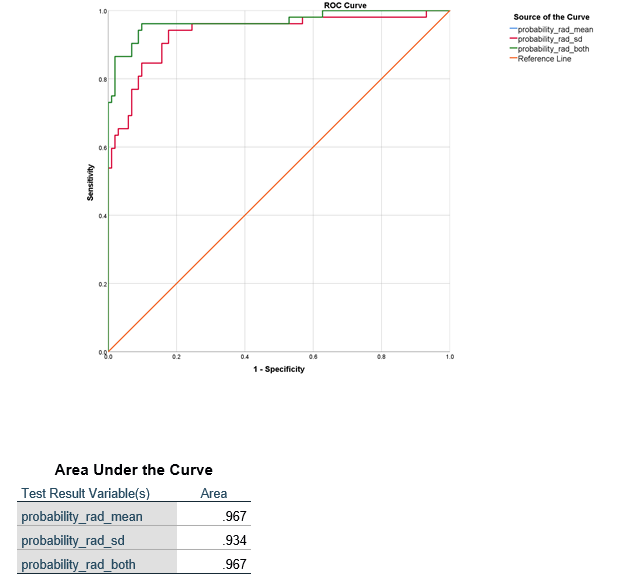 ROC Curve
Source of the Curve
probability_rad_mean
probability_rad_sd
probability_rad_both
Reference Line
Sensitivity
1.0
0.8
0.6
0.4
0.2
0.0
0.0 0.2 0.4 0.6 0.8 1.0
1 - Specificity
Area Under the Curve
Test Result Variable(s) Area
probability_rad_mean .967
probability_rad_sd .934
probability_rad_both .967